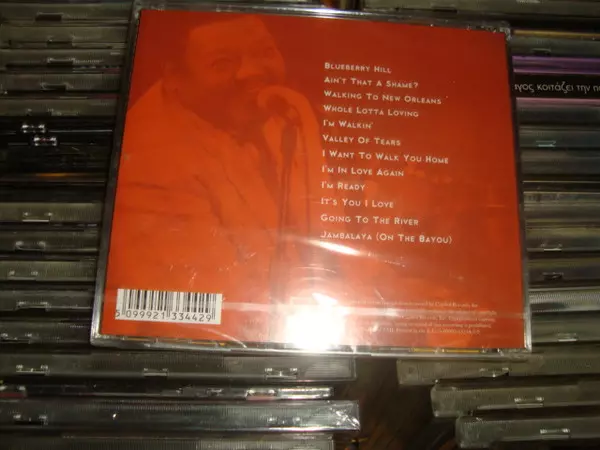 BLUEBERRY HILL
AIN'T THAT A SHAME?
WALKING TO NEW ORLEANS
WHOLE LOTTA LOVING
I'M WALKIN'
VALLEY OF TEARS
I WANT TO WALK YOU HOME
I'M IN LOVE AGAIN
I'M READY
IT'S YOU I LOVE
GOING TO THE RIVER
JAMBALAYA (ON THE BAYOU)
5 099921 334429
κοιτάζει την